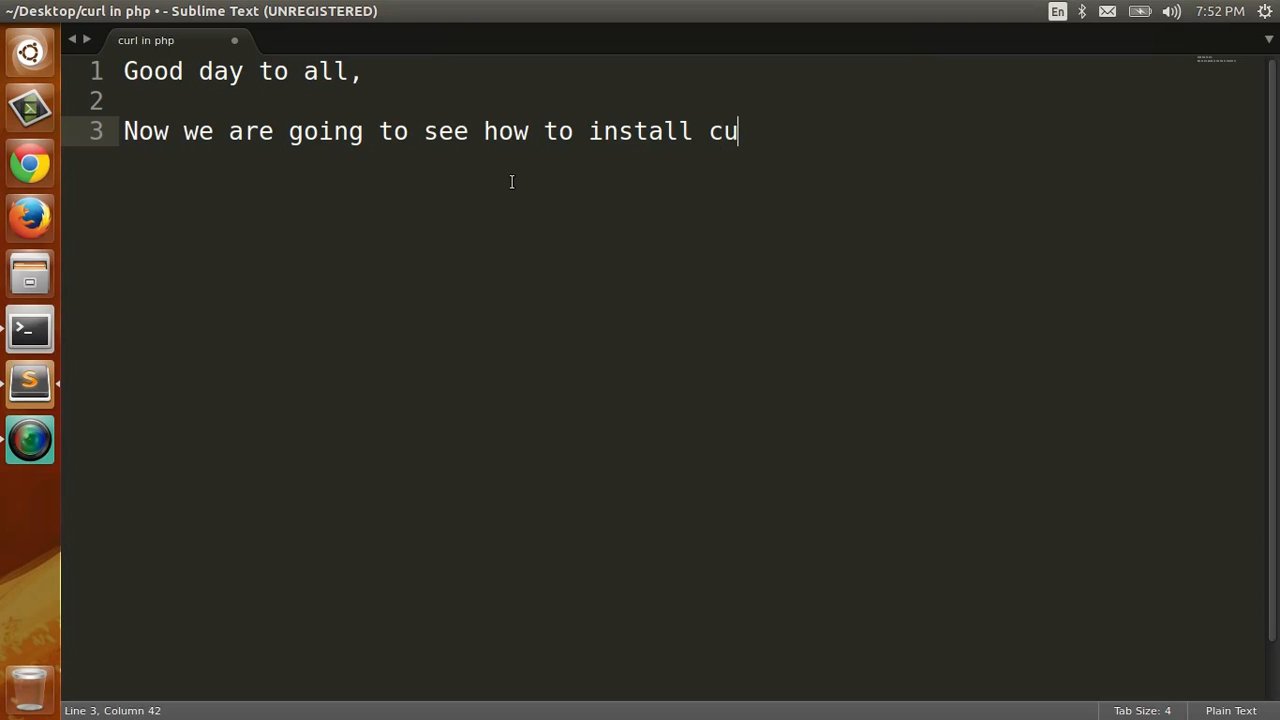 ~/Desktop/curl in php • - Sublime Text (UNREGISTERED)
En
7:52 PM
curl in php
1 Good day to all,
2
3 Now we are going to see how to install cu
Line 3, Column 42
Tab Size: 4
Plain Text